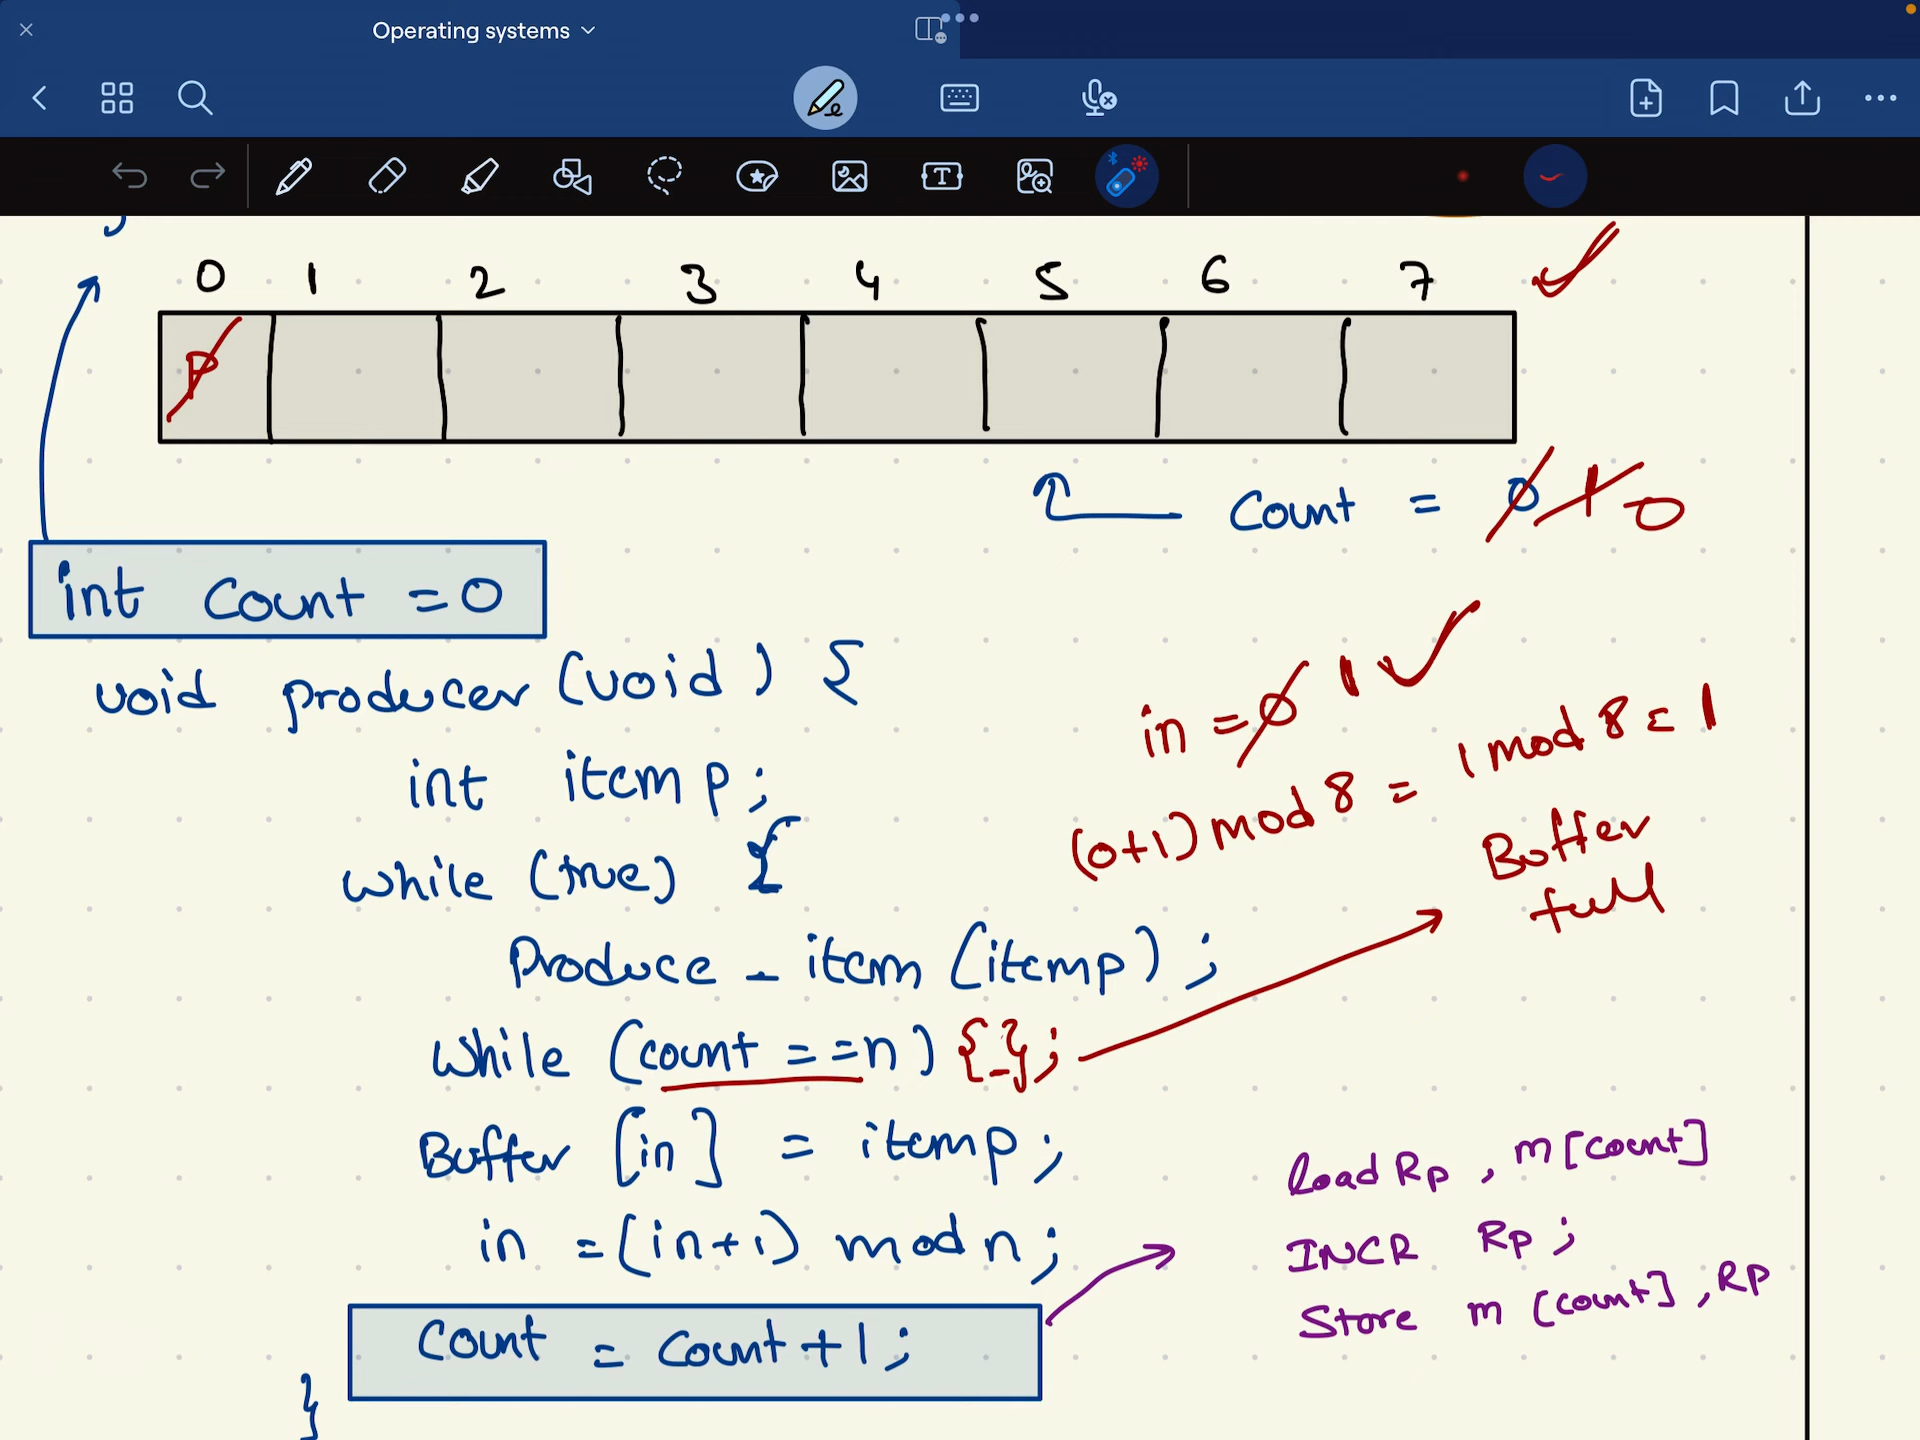 Operating systems
0 1 2 3 4 5 6 7
P
Count = 0 1 0
int Count = 0
void producer (void) {
in = 0 1
int item p;
(0+1) mod 8 = 1 mod 8 = 1
while (true) {
Buffer
full
Produce - item (itemp) ;
while (count == n) { _ };
Buffer [in] = itemp;
load Rp , m[count]
in = (in+1) mod n;
INCR Rp ;
Store m [count] , RP
Count = Count + 1 ;
}